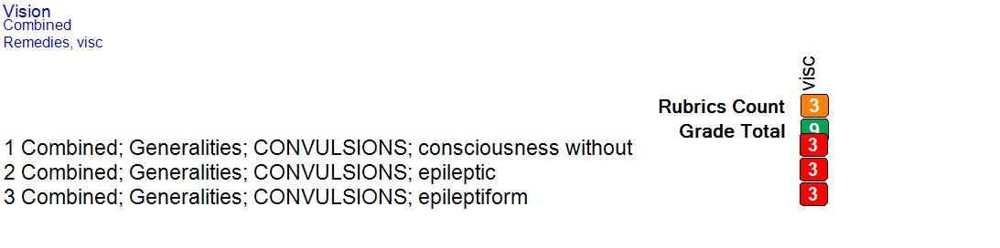 Vision
Combined
Remedies, visc
visc
Rubrics Count 3
Grade Total 9
1 Combined; Generalities; CONVULSIONS; consciousness without 3
2 Combined; Generalities; CONVULSIONS; epileptic 3
3 Combined; Generalities; CONVULSIONS; epileptiform 3